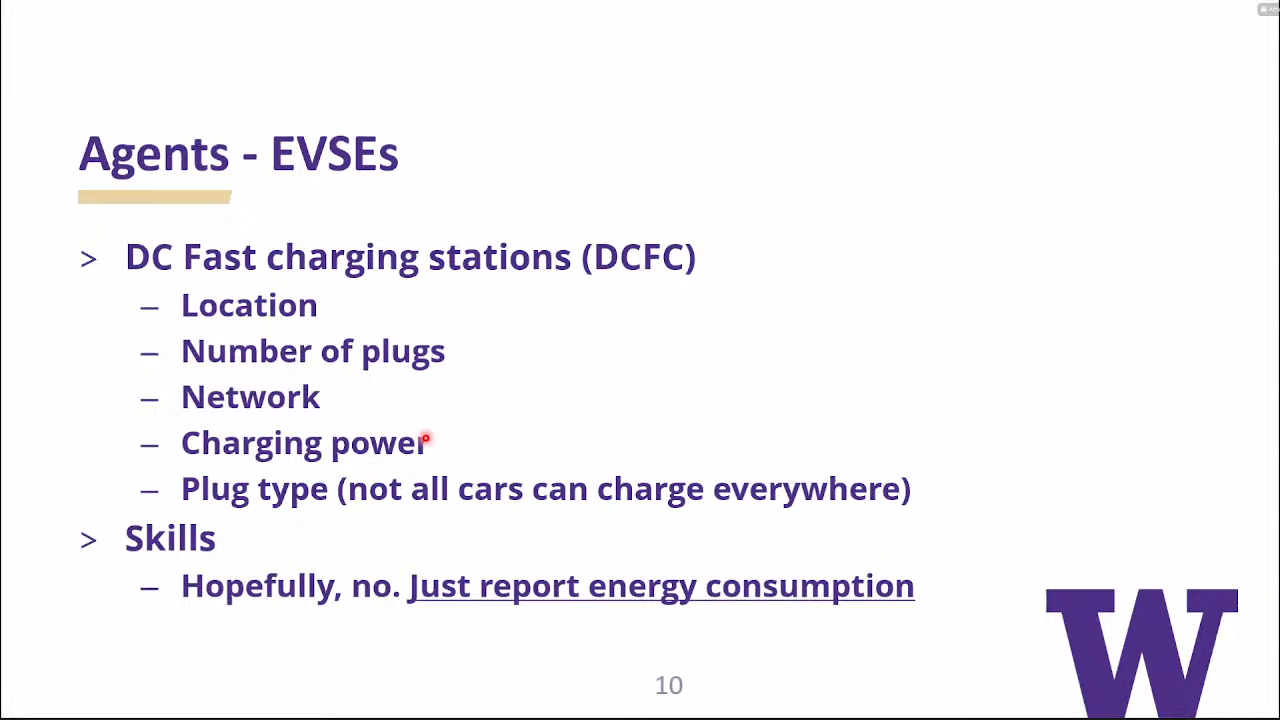 Agents - EVSEs
> DC Fast charging stations (DCFC)
– Location
– Number of plugs
– Network
– Charging power
– Plug type (not all cars can charge everywhere)
> Skills
– Hopefully, no. Just report energy consumption
10
W